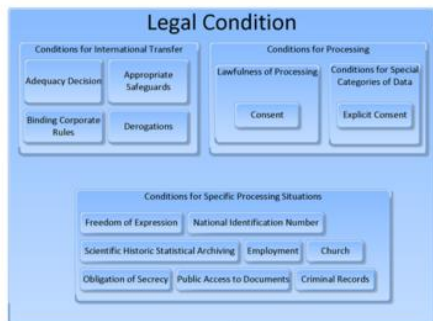 Legal Condition
Conditions for International Transfer
Adequacy Decision
Appropriate
Safeguards
Binding Corporate
Rules
Derogations
Conditions for Processing
Lawfulness of Processing
Consent
Conditions for Special
Categories of Data
Explicit Consent
Conditions for Specific Processing Situations
Freedom of Expression
National Identification Number
Scientific Historic Statistical Archiving
Employment
Church
Obligation of Secrecy
Public Access to Documents
Criminal Records